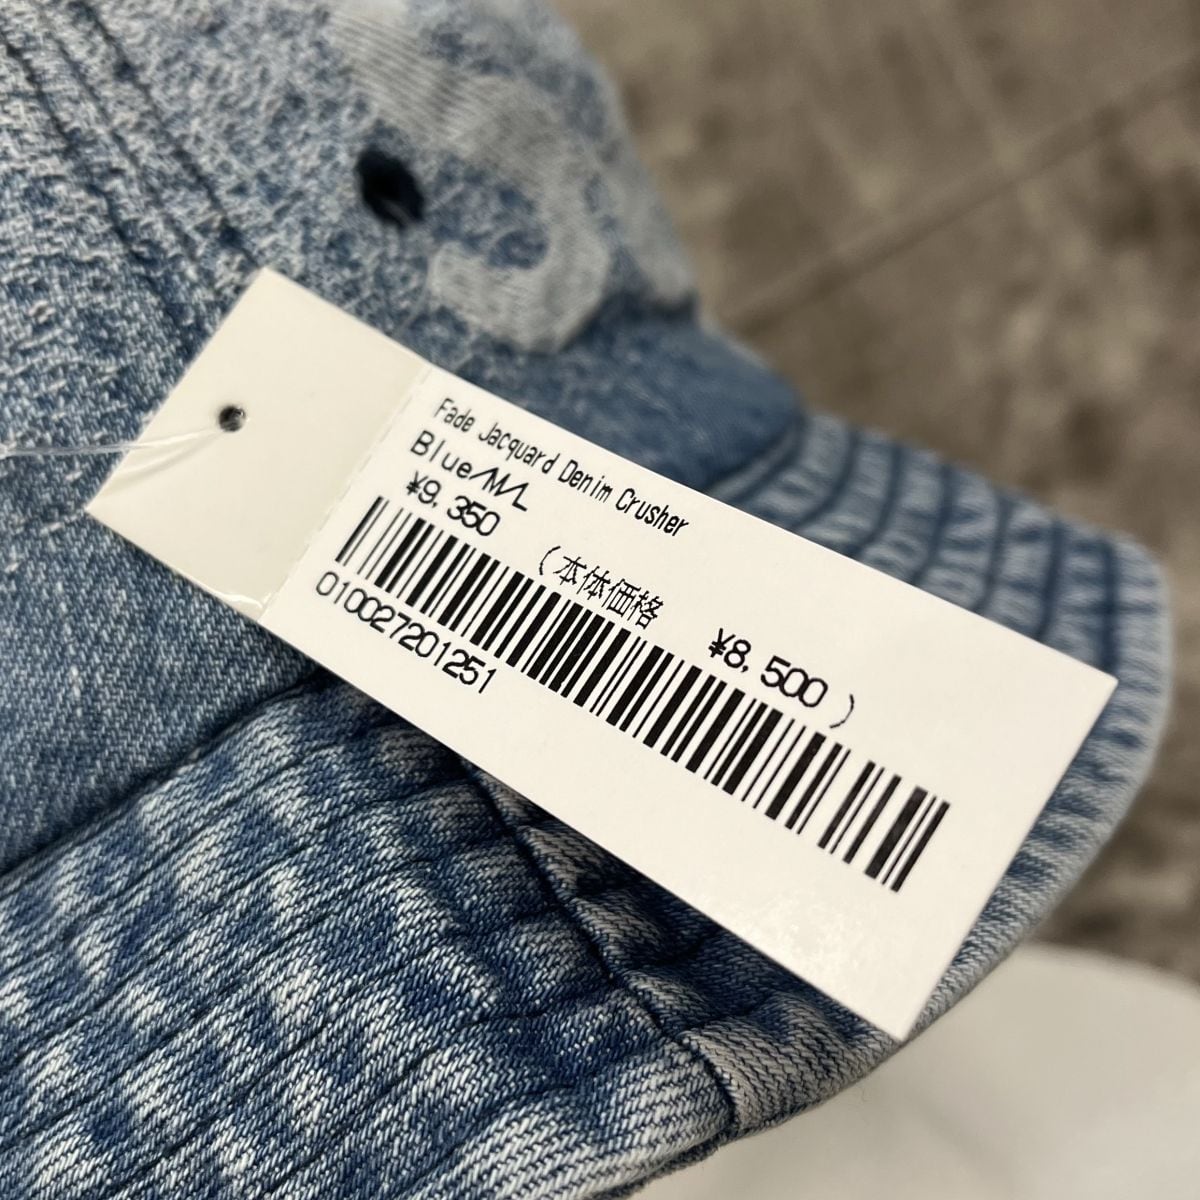 Fade Jacquard Denim Crusher
Blue/M/L
¥9,350 (本体価格 ¥8,500)
010027201251